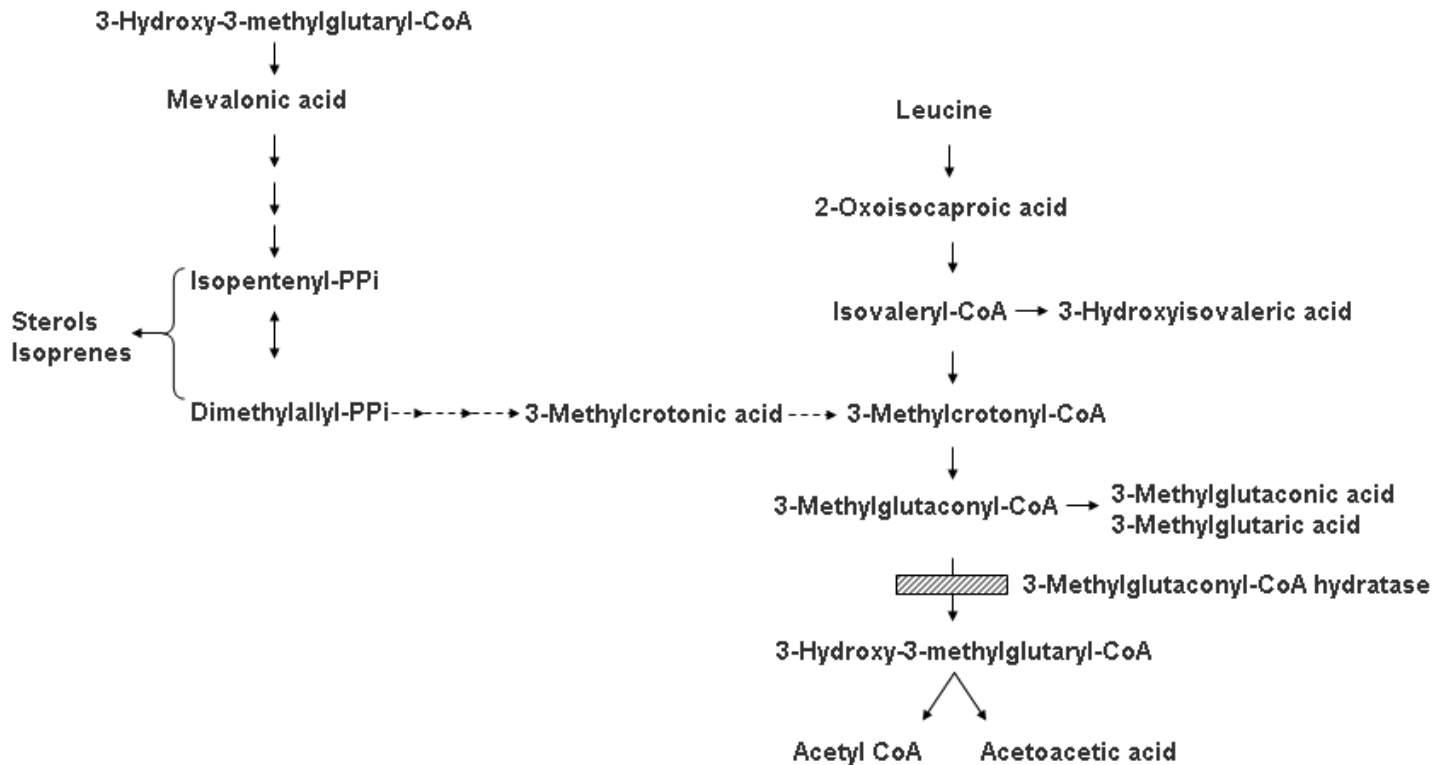 3-Hydroxy-3-methylglutaryl-CoA
Mevalonic acid
Leucine
2-Oxoisocaproic acid
Isopentenyl-PPi
Sterols
Isoprenes
Isovaleryl-CoA
3-Hydroxyisovaleric acid
Dimethylallyl-PPi
3-Methylcrotonic acid
3-Methylcrotonyl-CoA
3-Methylglutaconyl-CoA
3-Methylglutaconic acid
3-Methylglutaric acid
3-Methylglutaconyl-CoA hydratase
3-Hydroxy-3-methylglutaryl-CoA
Acetyl CoA
Acetoacetic acid